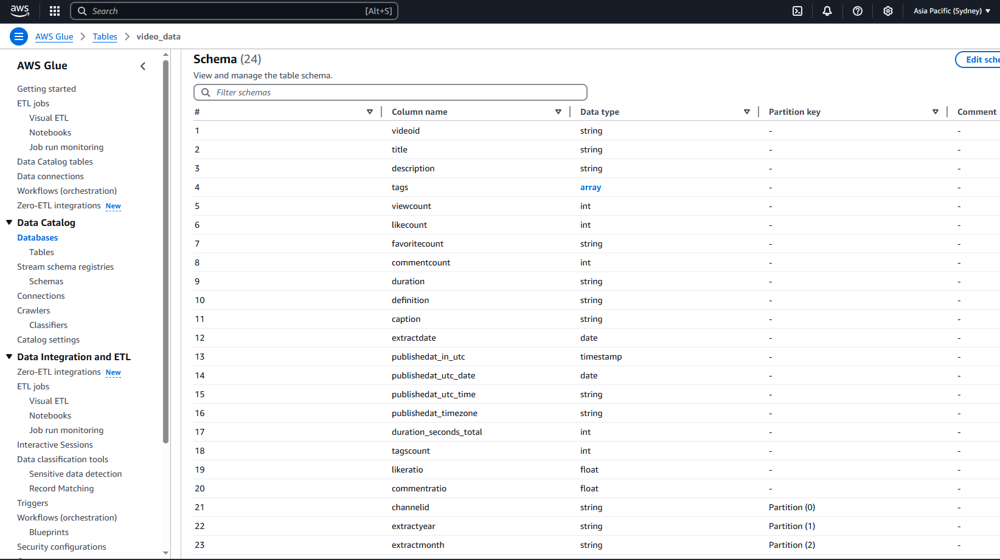 aws
Search
[Alt+S]
Asia Pacific (Sydney)
AWS Glue
Tables
video_data
AWS Glue
Getting started
ETL jobs
Visual ETL
Notebooks
Job run monitoring
Data Catalog tables
Data connections
Workflows (orchestration)
Zero-ETL integrations New
Data Catalog
Databases
Tables
Stream schema registries
Schemas
Connections
Crawlers
Classifiers
Catalog settings
Data Integration and ETL
Zero-ETL integrations New
ETL jobs
Visual ETL
Notebooks
Job run monitoring
Interactive Sessions
Data classification tools
Sensitive data detection
Record Matching
Triggers
Workflows (orchestration)
Blueprints
Security configurations
Schema (24)
Edit sche
View and manage the table schema.
Filter schemas
# Column name Data type Partition key Comment
1 videoid string - -
2 title string - -
3 description string - -
4 tags array - -
5 viewcount int - -
6 likecount int - -
7 favoritecount string - -
8 commentcount int - -
9 duration string - -
10 definition string - -
11 caption string - -
12 extractdate date - -
13 publishedat_in_utc timestamp - -
14 publishedat_utc_date date - -
15 publishedat_utc_time string - -
16 publishedat_timezone string - -
17 duration_seconds_total int - -
18 tagscount int - -
19 likeratio float - -
20 commentratio float - -
21 channelid string Partition (0) -
22 extractyear string Partition (1) -
23 extractmonth string Partition (2) -